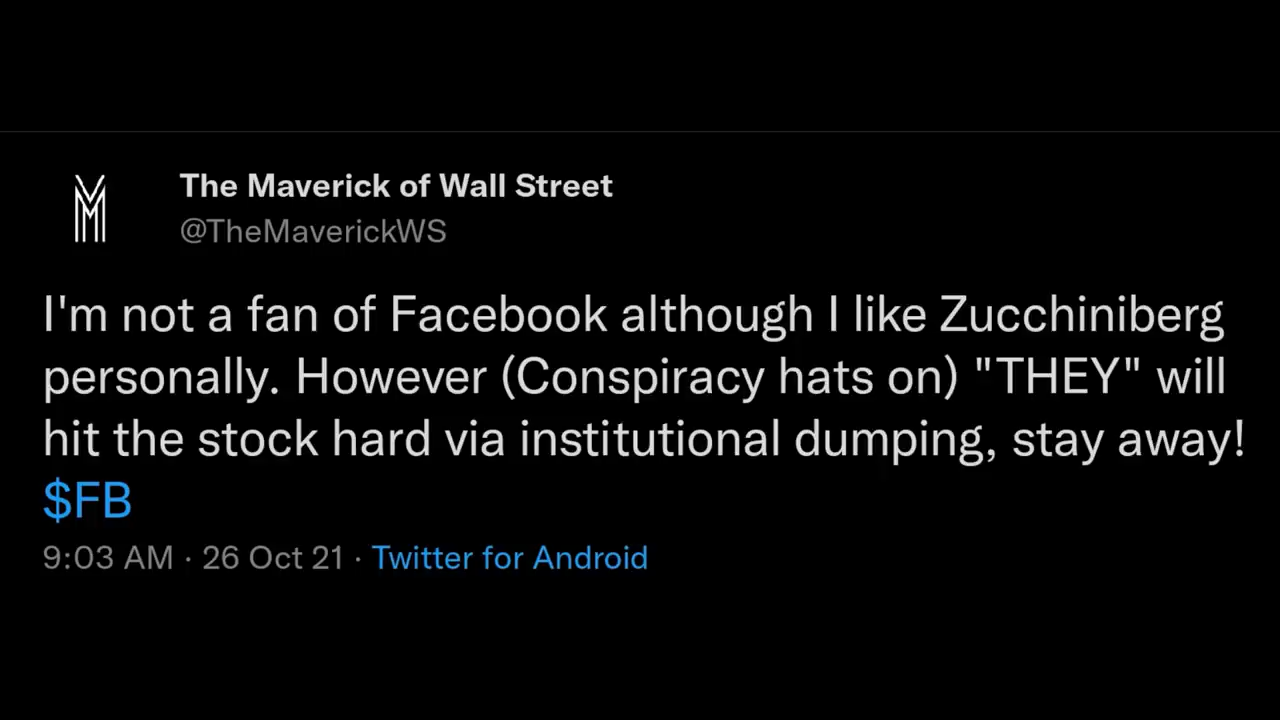 The Maverick of Wall Street
@TheMaverickWS
I'm not a fan of Facebook although I like Zucchiniberg
personally. However (Conspiracy hats on) "THEY" will
hit the stock hard via institutional dumping, stay away!
$FB
9:03 AM · 26 Oct 21 · Twitter for Android